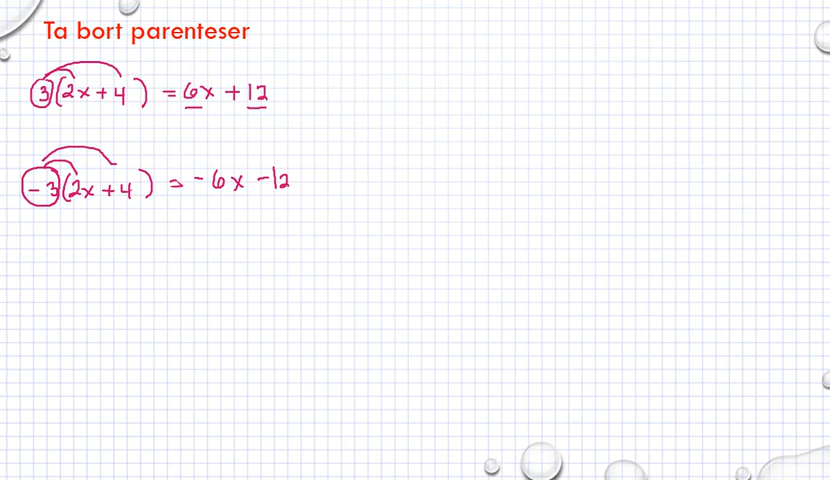 Ta bort parenteser
3(2x+4) = 6x + 12
-3(2x+4) = -6x -12